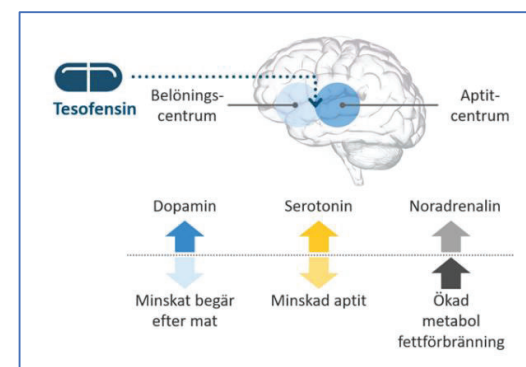 Tesofensin
Belönings-
centrum
Aptit-
centrum
Dopamin
Serotonin
Noradrenalin
Minskat begär
efter mat
Minskad aptit
Ökad
metabol
fettförbränning